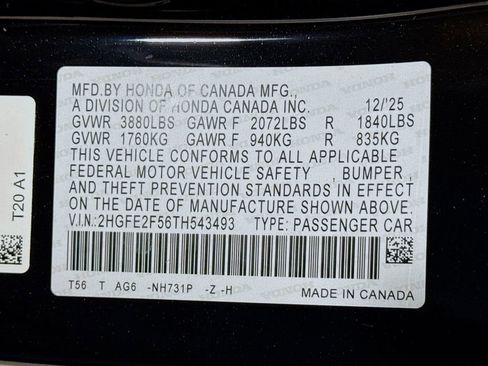 MFD.BY HONDA OF CANADA MFG.,
A DIVISION OF HONDA CANADA INC. 12/'25
GVWR 3880LBS GAWR F 2072LBS R 1840LBS
GVWR 1760KG GAWR F 940KG R 835KG
THIS VEHICLE CONFORMS TO ALL APPLICABLE
FEDERAL MOTOR VEHICLE SAFETY , BUMPER ,
AND THEFT PREVENTION STANDARDS IN EFFECT
ON THE DATE OF MANUFACTURE SHOWN ABOVE.
V.I.N:2HGFE2F56TH543493 TYPE: PASSENGER CAR
T56 T AG6 -NH731P -Z -H
MADE IN CANADA
T20 A1